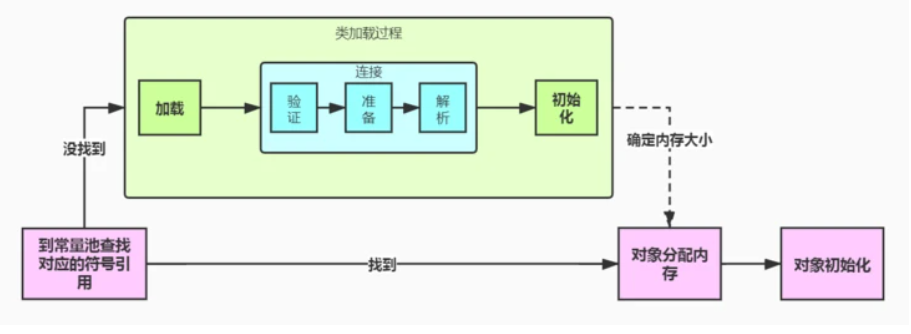 类加载过程
连接
加载
验
证
准
备
解
析
初始
化
没找到
确定内存大小
到常量池查找
对应的符号引
用
找到
对象分配内
存
对象初始化